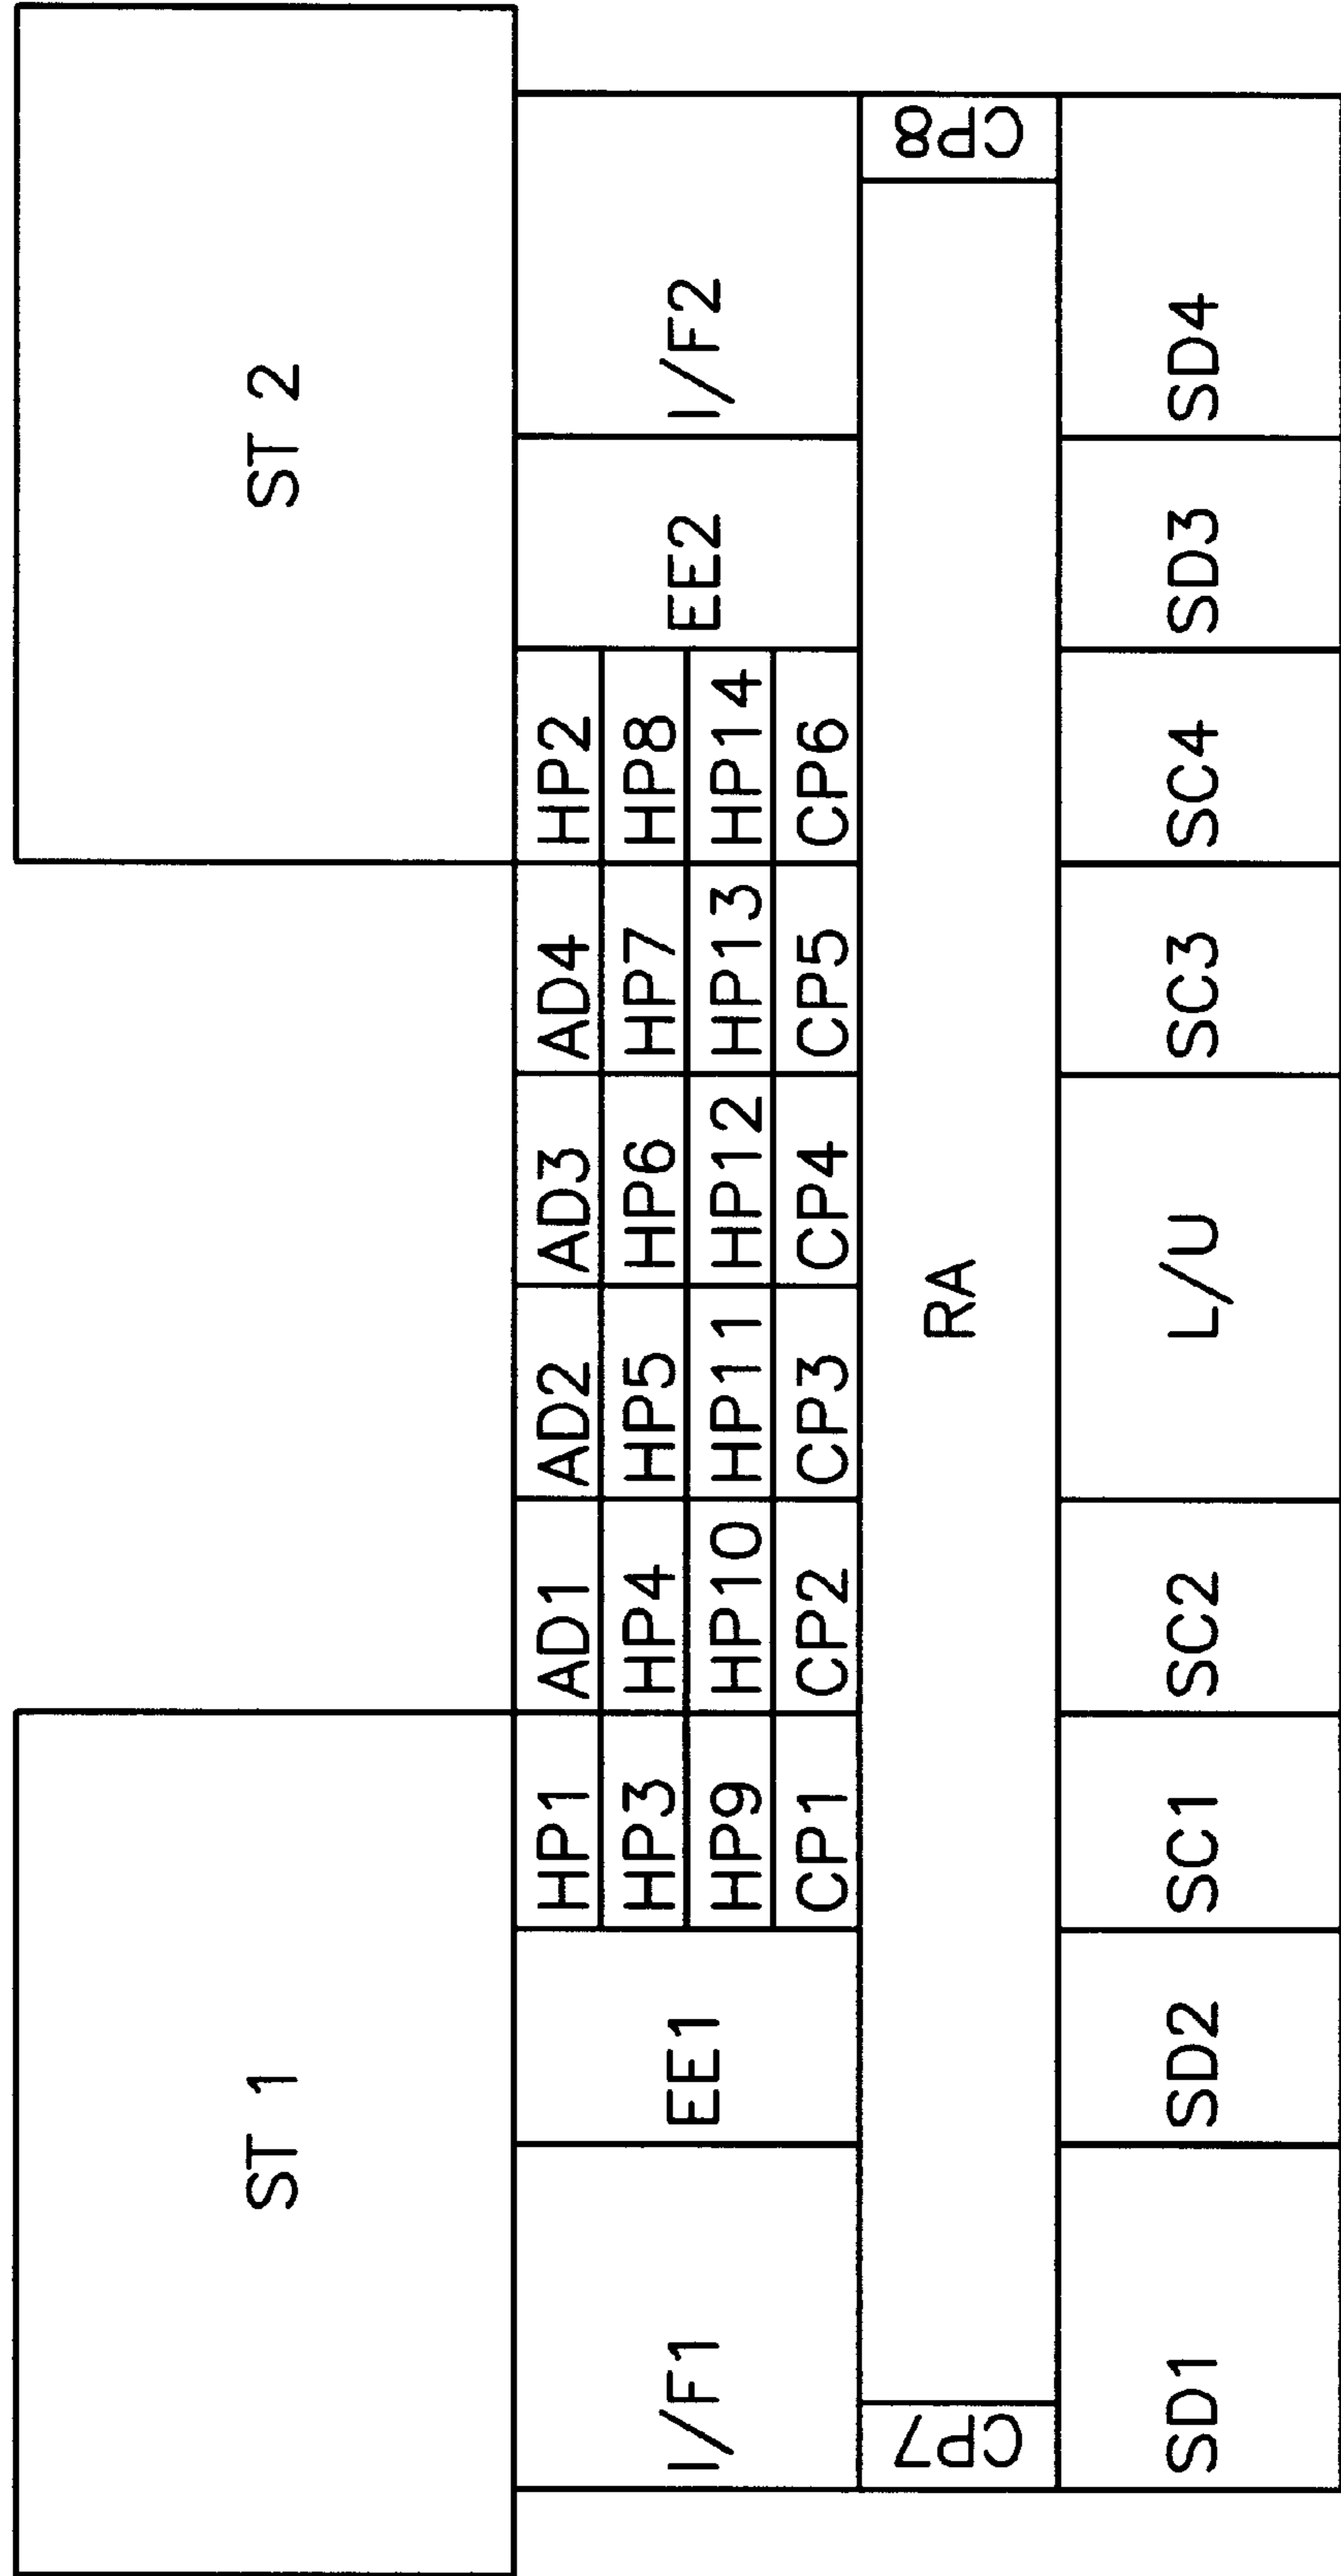 ST 1
ST 2
HP1
AD1
AD2
AD3
AD4
HP2
HP3
HP4
HP5
HP6
HP7
HP8
I/F1
EE1
EE2
I/F2
HP9
HP10
HP11
HP12
HP13
HP14
CP1
CP2
CP3
CP4
CP5
CP6
CP7
RA
CP8
SD1
SD2
SC1
SC2
L/U
SC3
SC4
SD3
SD4